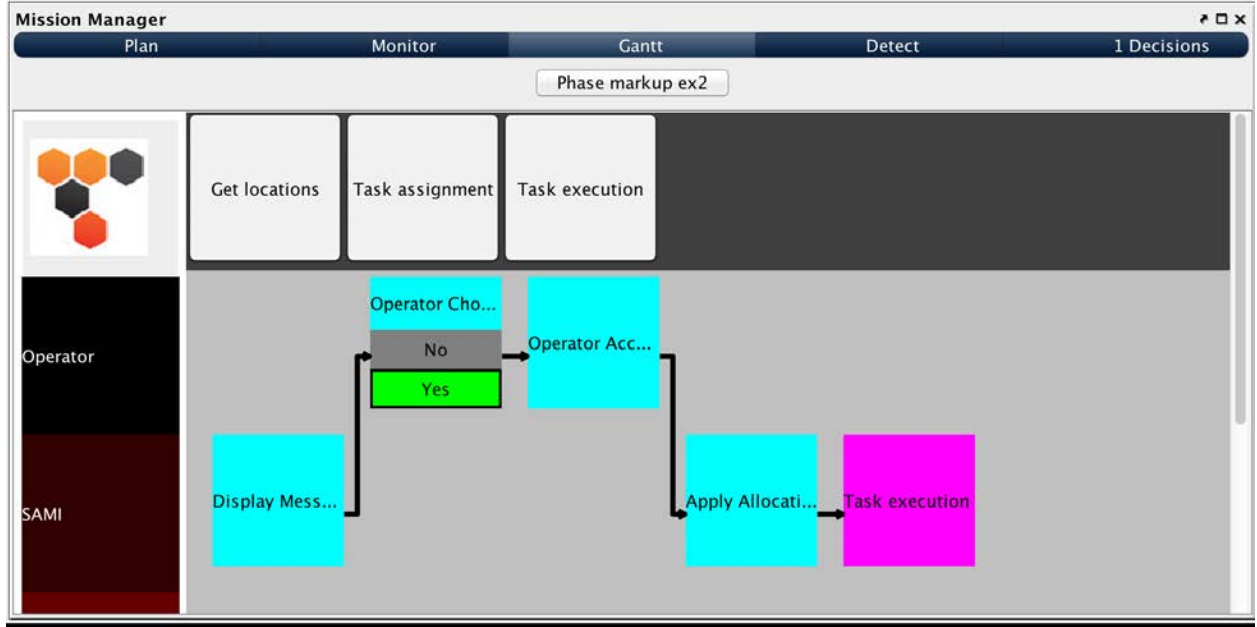 Mission Manager
Plan Monitor Gantt Detect 1 Decisions
Phase markup ex2
Get locations Task assignment Task execution
Operator Cho...
No
Operator
Operator Acc...
Yes
SAMI
Display Mess...
Apply Allocati...
Task execution